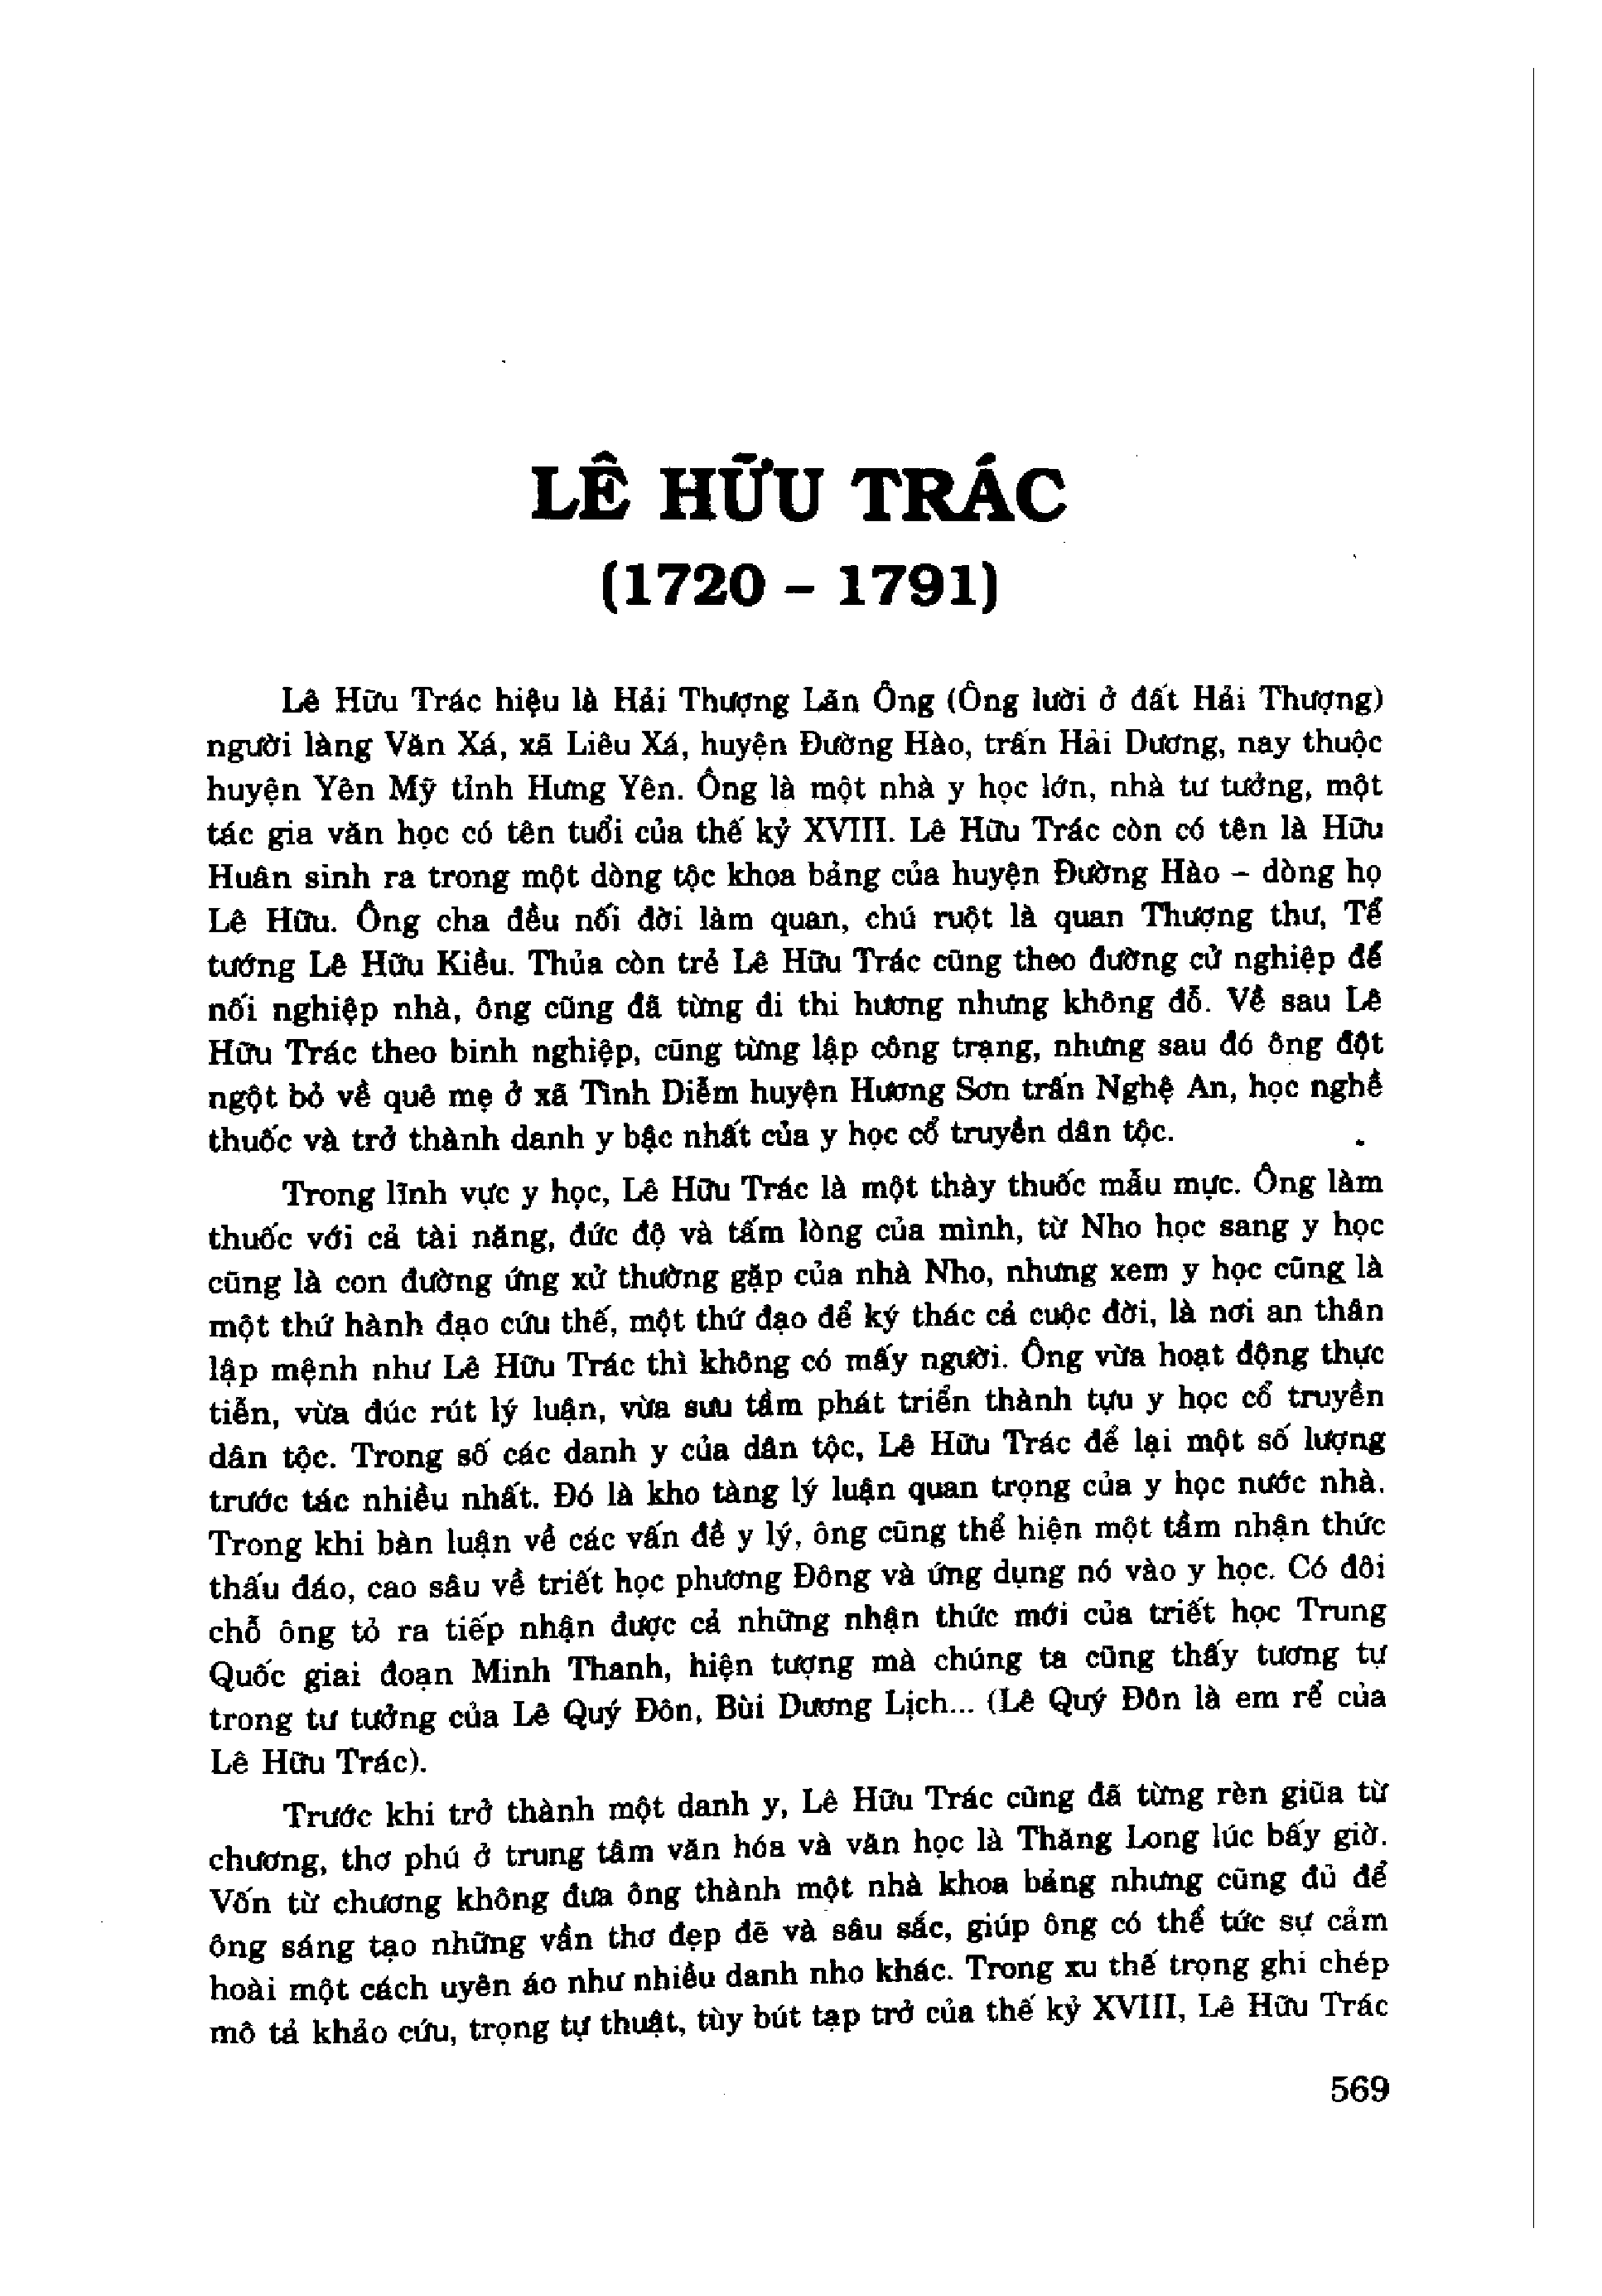 LÊ HỮU TRÁC
(1720 – 1791)
Lê Hữu Trác hiệu là Hải Thượng Lãn Ông (Ông lười ở đất Hải Thượng)
người làng Văn Xá, xã Liêu Xá, huyện Đường Hào, trấn Hải Dương, nay thuộc
huyện Yên Mỹ tỉnh Hưng Yên. Ông là một nhà y học lớn, nhà tư tưởng, một
tác gia văn học có tên tuổi của thế kỷ XVIII. Lê Hữu Trác còn có tên là Hữu
Huân sinh ra trong một dòng tộc khoa bảng của huyện Đường Hào – dòng họ
Lê Hữu. Ông cha đều nối đời làm quan, chú ruột là quan Thượng thư, Tể
tướng Lê Hữu Kiều. Thủa còn trẻ Lê Hữu Trác cũng theo đường cử nghiệp để
nối nghiệp nhà, ông cũng đã từng đi thi hương nhưng không đỗ. Về sau Lê
Hữu Trác theo binh nghiệp, cũng từng lập công trạng, nhưng sau đó ông đột
ngột bỏ về quê mẹ ở xã Tình Diễm huyện Hương Sơn trấn Nghệ An, học nghề
thuốc và trở thành danh y bậc nhất của y học cổ truyền dân tộc.
Trong lĩnh vực y học, Lê Hữu Trác là một thày thuốc mẫu mực. Ông làm
thuốc với cả tài năng, đức độ và tấm lòng của mình, từ Nho học sang y học
cũng là con đường ứng xử thường gặp của nhà Nho, nhưng xem y học cũng là
một thứ hành đạo cứu thế, một thứ đạo để ký thác cả cuộc đời, là nơi an thân
lập mệnh như Lê Hữu Trác thì không có mấy người. Ông vừa hoạt động thực
tiễn, vừa đúc rút lý luận, vừa sưu tầm phát triển thành tựu y học cổ truyền
dân tộc. Trong số các danh y của dân tộc, Lê Hữu Trác để lại một số lượng
trước tác nhiều nhất. Đó là kho tàng lý luận quan trọng của y học nước nhà.
Trong khi bàn luận về các vấn đề y lý, ông cũng thể hiện một tầm nhận thức
thấu đáo, cao sâu về triết học phương Đông và ứng dụng nó vào y học. Có đôi
chỗ ông tỏ ra tiếp nhận được cả những nhận thức mới của triết học Trung
Quốc giai đoạn Minh Thanh, hiện tượng mà chúng ta cũng thấy tương tự
trong tư tưởng của Lê Quý Đôn, Bùi Dương Lịch... (Lê Quý Đôn là em rể của
Lê Hữu Trác).
Trước khi trở thành một danh y, Lê Hữu Trác cũng đã từng rèn giũa từ
chương, thơ phú ở trung tâm văn hóa và văn học là Thăng Long lúc bấy giờ.
Vốn từ chương không đưa ông thành một nhà khoa bảng nhưng cũng đủ để
ông sáng tạo những vần thơ đẹp đẽ và sâu sắc, giúp ông có thể tức sự cảm
hoài một cách uyên áo như nhiều danh nho khác. Trong xu thế trọng ghi chép
mô tả khảo cứu, trọng tự thuật, tùy bút tạp trở của thế kỷ XVIII, Lê Hữu Trác
569